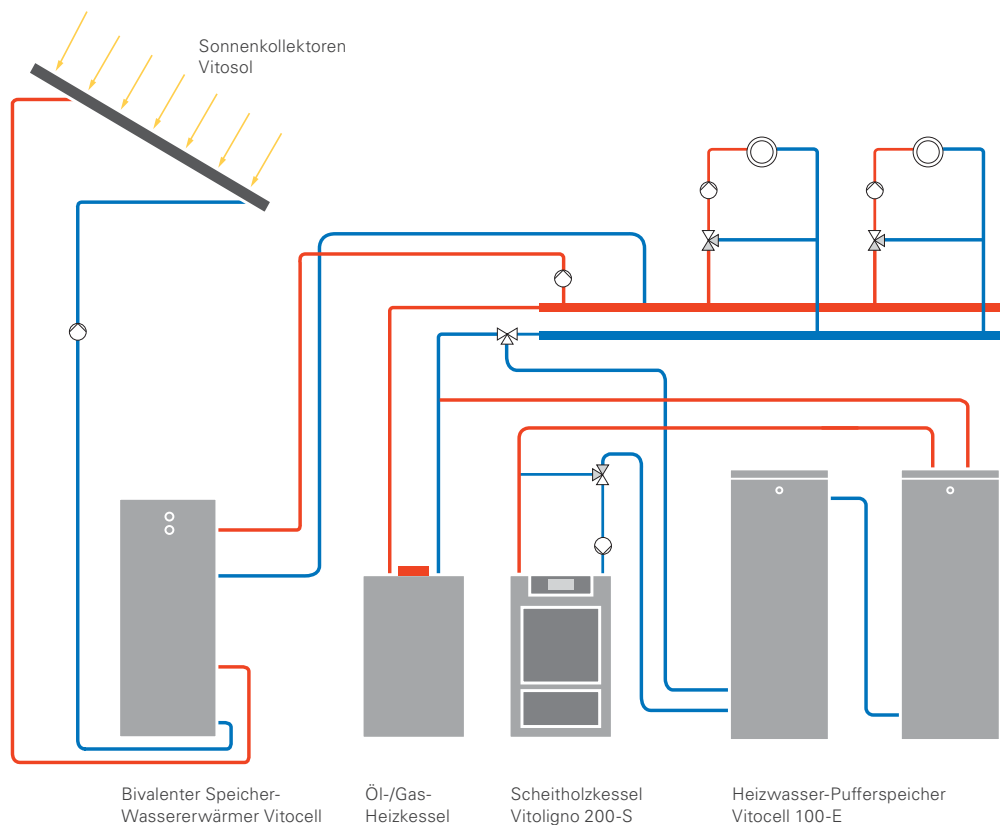 Sonnenkollektoren
Vitosol
Bivalenter Speicher-
Wassererwärmer Vitocell
Öl-/Gas-
Heizkessel
Scheitholzkessel
Vitoligno 200-S
Heizwasser-Pufferspeicher
Vitocell 100-E